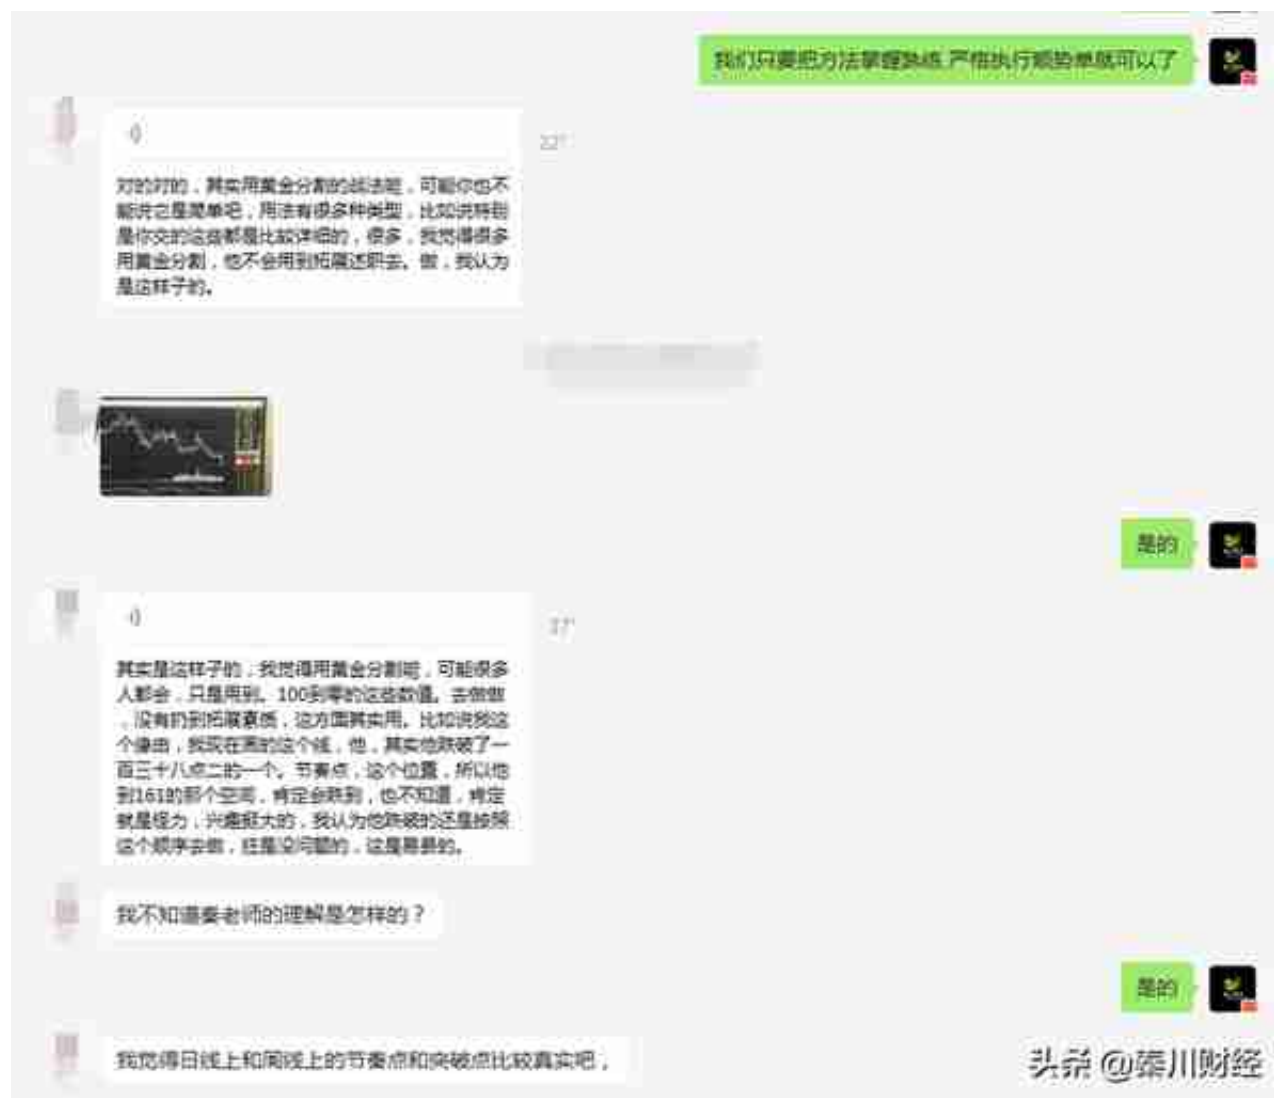 我们只要把方法掌握熟练,严格执行顺势单就可以了
22"
对的对的，其实用黄金分割的战法呢，可能你也不
能说它是简单吧，用法有很多种类型，比如说特别
是你交的这些都是比较详细的，很多，我觉得很多
用黄金分割，也不会用到拓展述职去。做，我认为
是这样子的。
是的
37"
其实是这样子的，我觉得用黄金分割呢，可能很多
人都会，只是用到。100到零的这些数值。去做做
，没有扔到拓展素质，这方面其实用。比如说我这
个像由，我现在画的这个线，他，其实他跌破了一
百三十八点二的一个。节奏点，这个位置，所以他
到161的那个空间，肯定会跌到，也不知道，肯定
就是怪力，兴趣挺大的，我认为他跌破的还是按照
这个顺序去做，往是没问题的，这是易县的。
我不知道秦老师的理解是怎样的？
是的
我觉得日线上和周线上的节奏点和突破点比较真实吧，
头条 @秦川财经